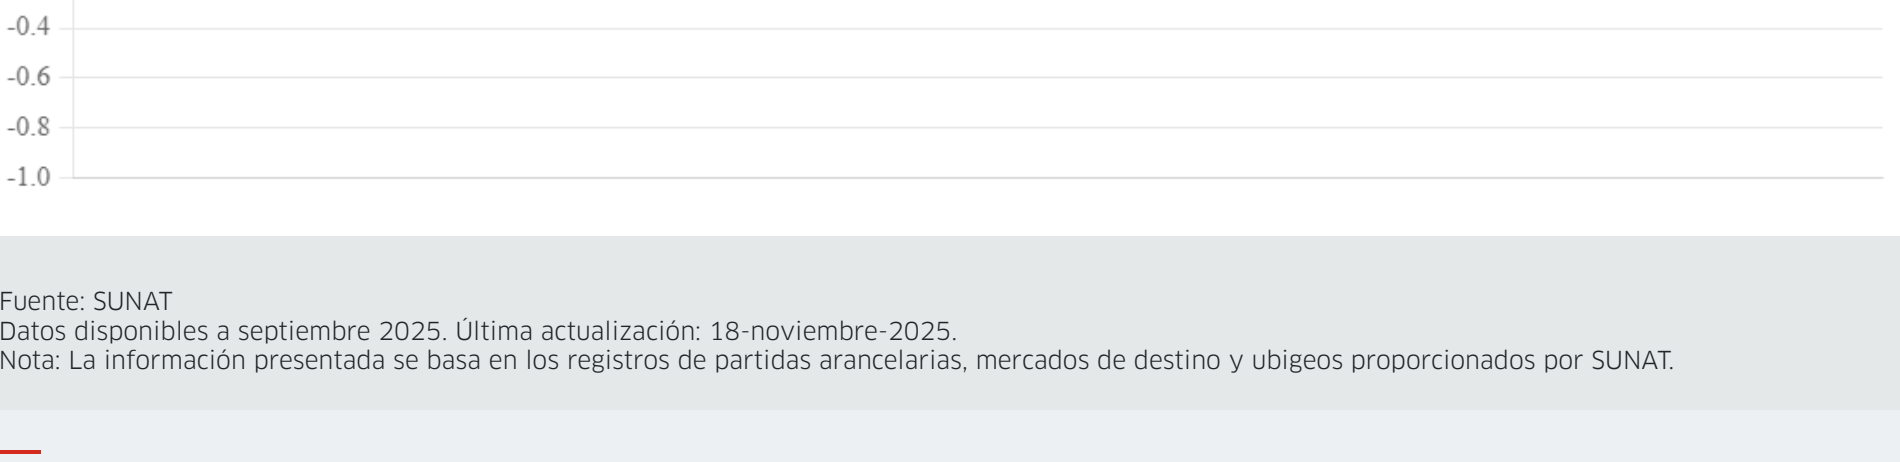 -0.4
-0.6
-0.8
-1.0
Fuente: SUNAT
Datos disponibles a septiembre 2025. Última actualización: 18-noviembre-2025.
Nota: La información presentada se basa en los registros de partidas arancelarias, mercados de destino y ubigeos proporcionados por SUNAT.